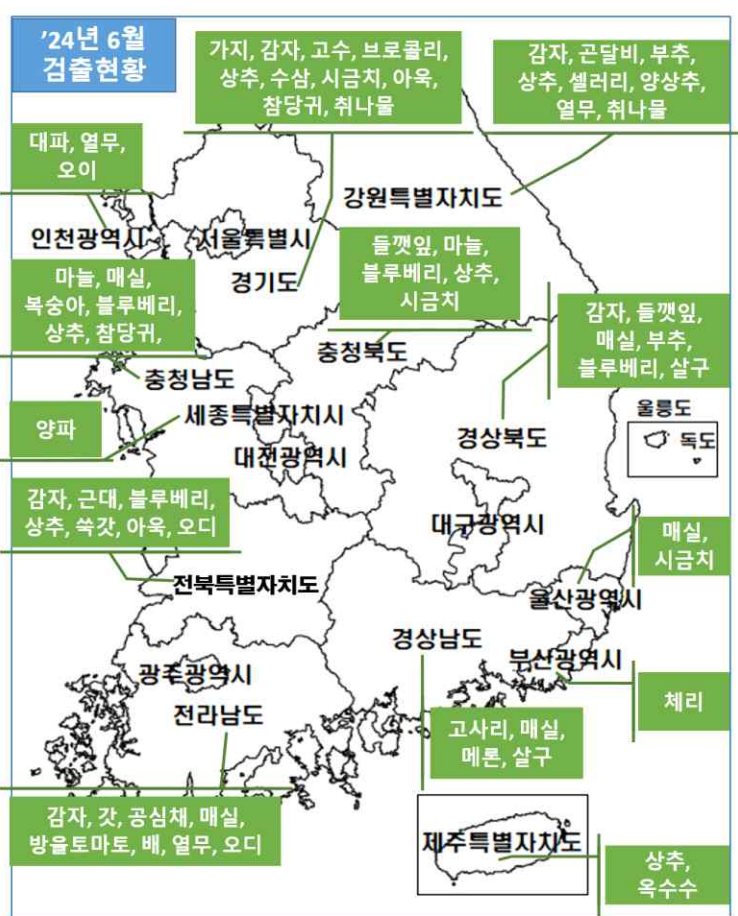 '24년 6월
검출현황
가지, 감자, 고수, 브로콜리,
상추, 수삼, 시금치, 아욱,
참당귀, 취나물
감자, 곤달비, 부추,
상추, 셀러리, 양상추,
열무, 취나물
대파, 열무,
오이
강원특별자치도
인천광역시
서울특별시
경기도
들깻잎, 마늘,
블루베리, 상추,
시금치
마늘, 매실,
복숭아, 블루베리,
상추, 참당귀,
감자, 들깻잎,
매실, 부추,
블루베리, 살구
충청북도
충청남도
세종특별자치시
대전광역시
양파
경상북도
울릉도
독도
감자, 근대, 블루베리,
상추, 쑥갓, 아욱, 오디
대구광역시
매실,
시금치
전북특별자치도
울산광역시
경상남도
부산광역시
광주광역시
전라남도
체리
고사리, 매실,
메론, 살구
감자, 갓, 공심채, 매실,
방울토마토, 배, 열무, 오디
제주특별자치도
상추,
옥수수